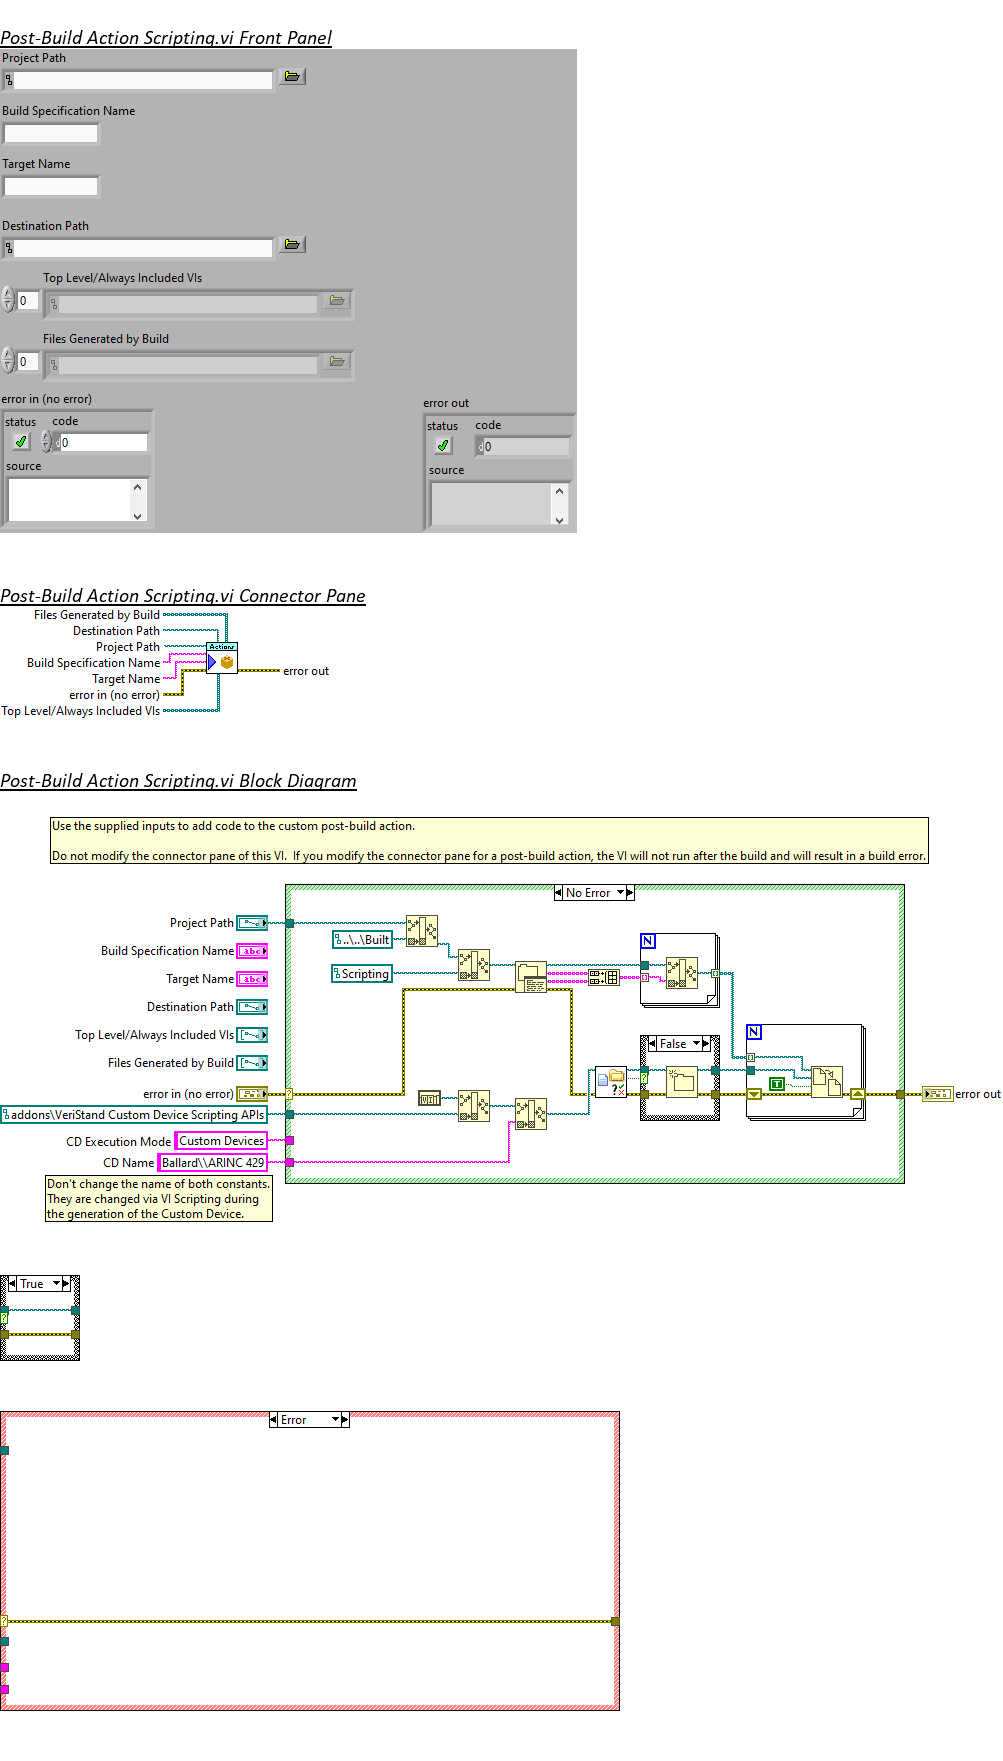 Post-Build Action Scripting.vi Front Panel
Project Path
Build Specification Name
Target Name
Destination Path
Top Level/Always Included VIs
0
Files Generated by Build
0
error in (no error)
error out
status code
0
status code
0
source
source
Post-Build Action Scripting.vi Connector Pane
Files Generated by Build
Destination Path
Project Path
Actions
Build Specification Name
error out
Target Name
error in (no error)
Top Level/Always Included VIs
Post-Build Action Scripting.vi Block Diagram
Use the supplied inputs to add code to the custom post-build action.
Do not modify the connector pane of this VI.  If you modify the connector pane for a post-build action, the VI will not run after the build and will result in a build error.
No Error
Project Path
..\..\Built
N
Build Specification Name
abc
Scripting
Target Name
abc
Destination Path
Top Level/Always Included VIs
N
False
Files Generated by Build
T
error in (no error)
?
error out
addons\VeriStand Custom Device Scripting APIs
VI
CD Execution Mode
Custom Devices
CD Name
Ballard\\ARINC 429
Don't change the name of both constants.
They are changed via VI Scripting during
the generation of the Custom Device.
True
?
Error
?